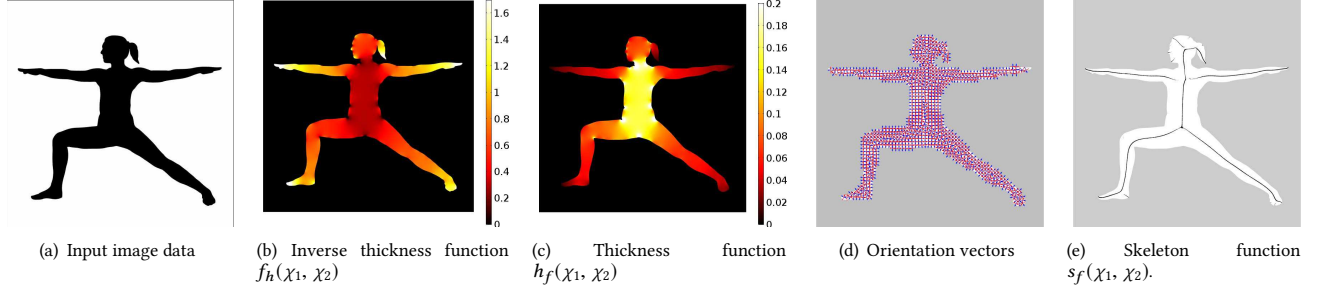 1.6
1.4
1.2
1
0.8
0.6
0.4
0.2
0
0.2
0.18
0.16
0.14
0.12
0.1
0.08
0.06
0.04
0.02
0
(a) Input image data
(b) Inverse thickness function
f_h(χ₁, χ₂)
(c) Thickness function
h_f(χ₁, χ₂)
(d) Orientation vectors
(e) Skeleton function
s_f(χ₁, χ₂).